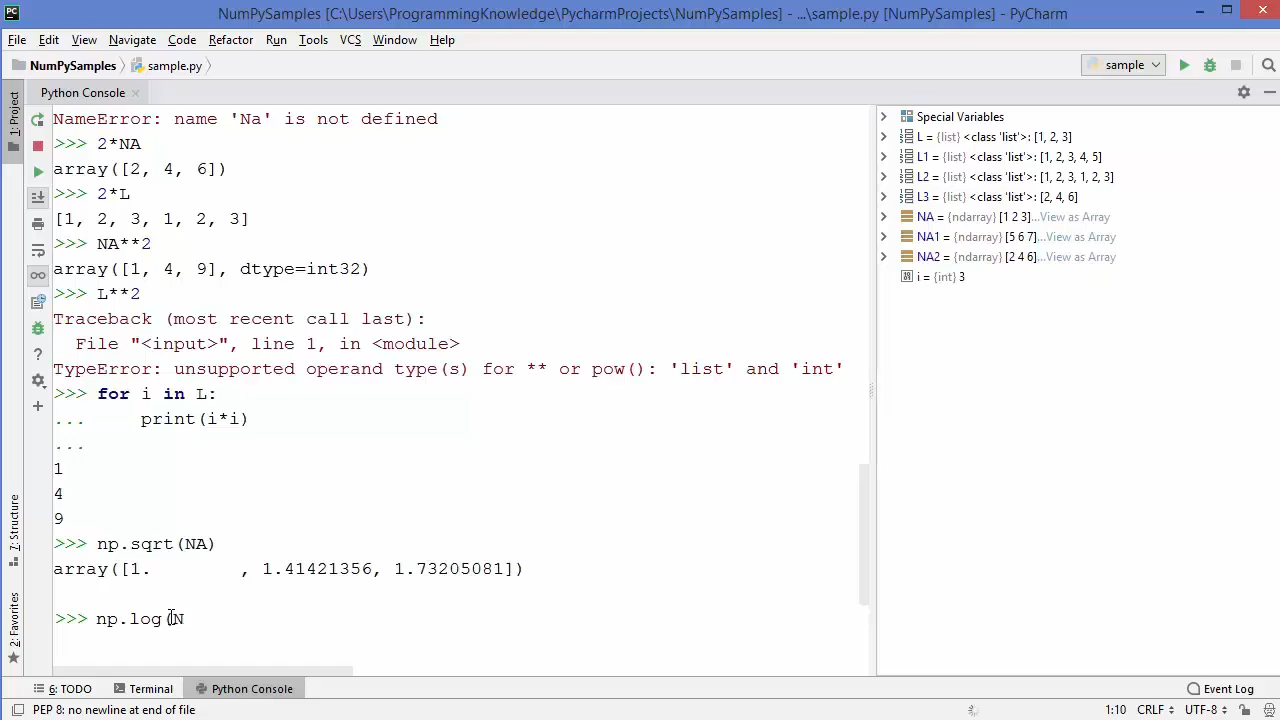 PC
NumPySamples [C:\Users\ProgrammingKnowledge\PycharmProjects\NumPySamples] - ...\sample.py [NumPySamples] - PyCharm
File Edit View Navigate Code Refactor Run Tools VCS Window Help
NumPySamples sample.py sample
Python Console
1: Project
NameError: name 'Na' is not defined
>>> 2*NA
array([2, 4, 6])
>>> 2*L
[1, 2, 3, 1, 2, 3]
>>> NA**2
array([1, 4, 9], dtype=int32)
>>> L**2
Traceback (most recent call last):
  File "<input>", line 1, in <module>
TypeError: unsupported operand type(s) for ** or pow(): 'list' and 'int'
>>> for i in L:
...     print(i*i)
...
1
4
9
>>> np.sqrt(NA)
array([1.        , 1.41421356, 1.73205081])
>>> np.log(N
Special Variables
L = {list} <class 'list'>: [1, 2, 3]
L1 = {list} <class 'list'>: [1, 2, 3, 4, 5]
L2 = {list} <class 'list'>: [1, 2, 3, 1, 2, 3]
L3 = {list} <class 'list'>: [2, 4, 6]
NA = {ndarray} [1 2 3]...View as Array
NA1 = {ndarray} [5 6 7]...View as Array
NA2 = {ndarray} [2 4 6]...View as Array
i = {int} 3
7: Structure
2: Favorites
6: TODO Terminal Python Console Event Log
PEP 8: no newline at end of file 1:10 CRLF UTF-8